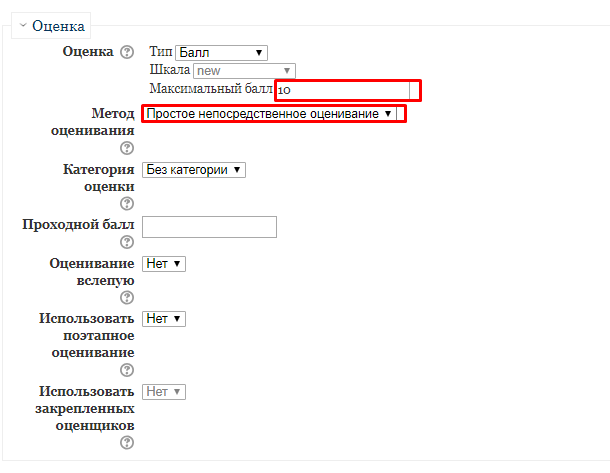 Оценка
Оценка Тип Балл
Шкала new
Максимальный балл 10
Метод
оценивания Простое непосредственное оценивание
Категория
оценки Без категории
Проходной балл
Оценивание
вслепую Нет
Использовать
поэтапное
оценивание Нет
Использовать
закрепленных
оценщиков Нет